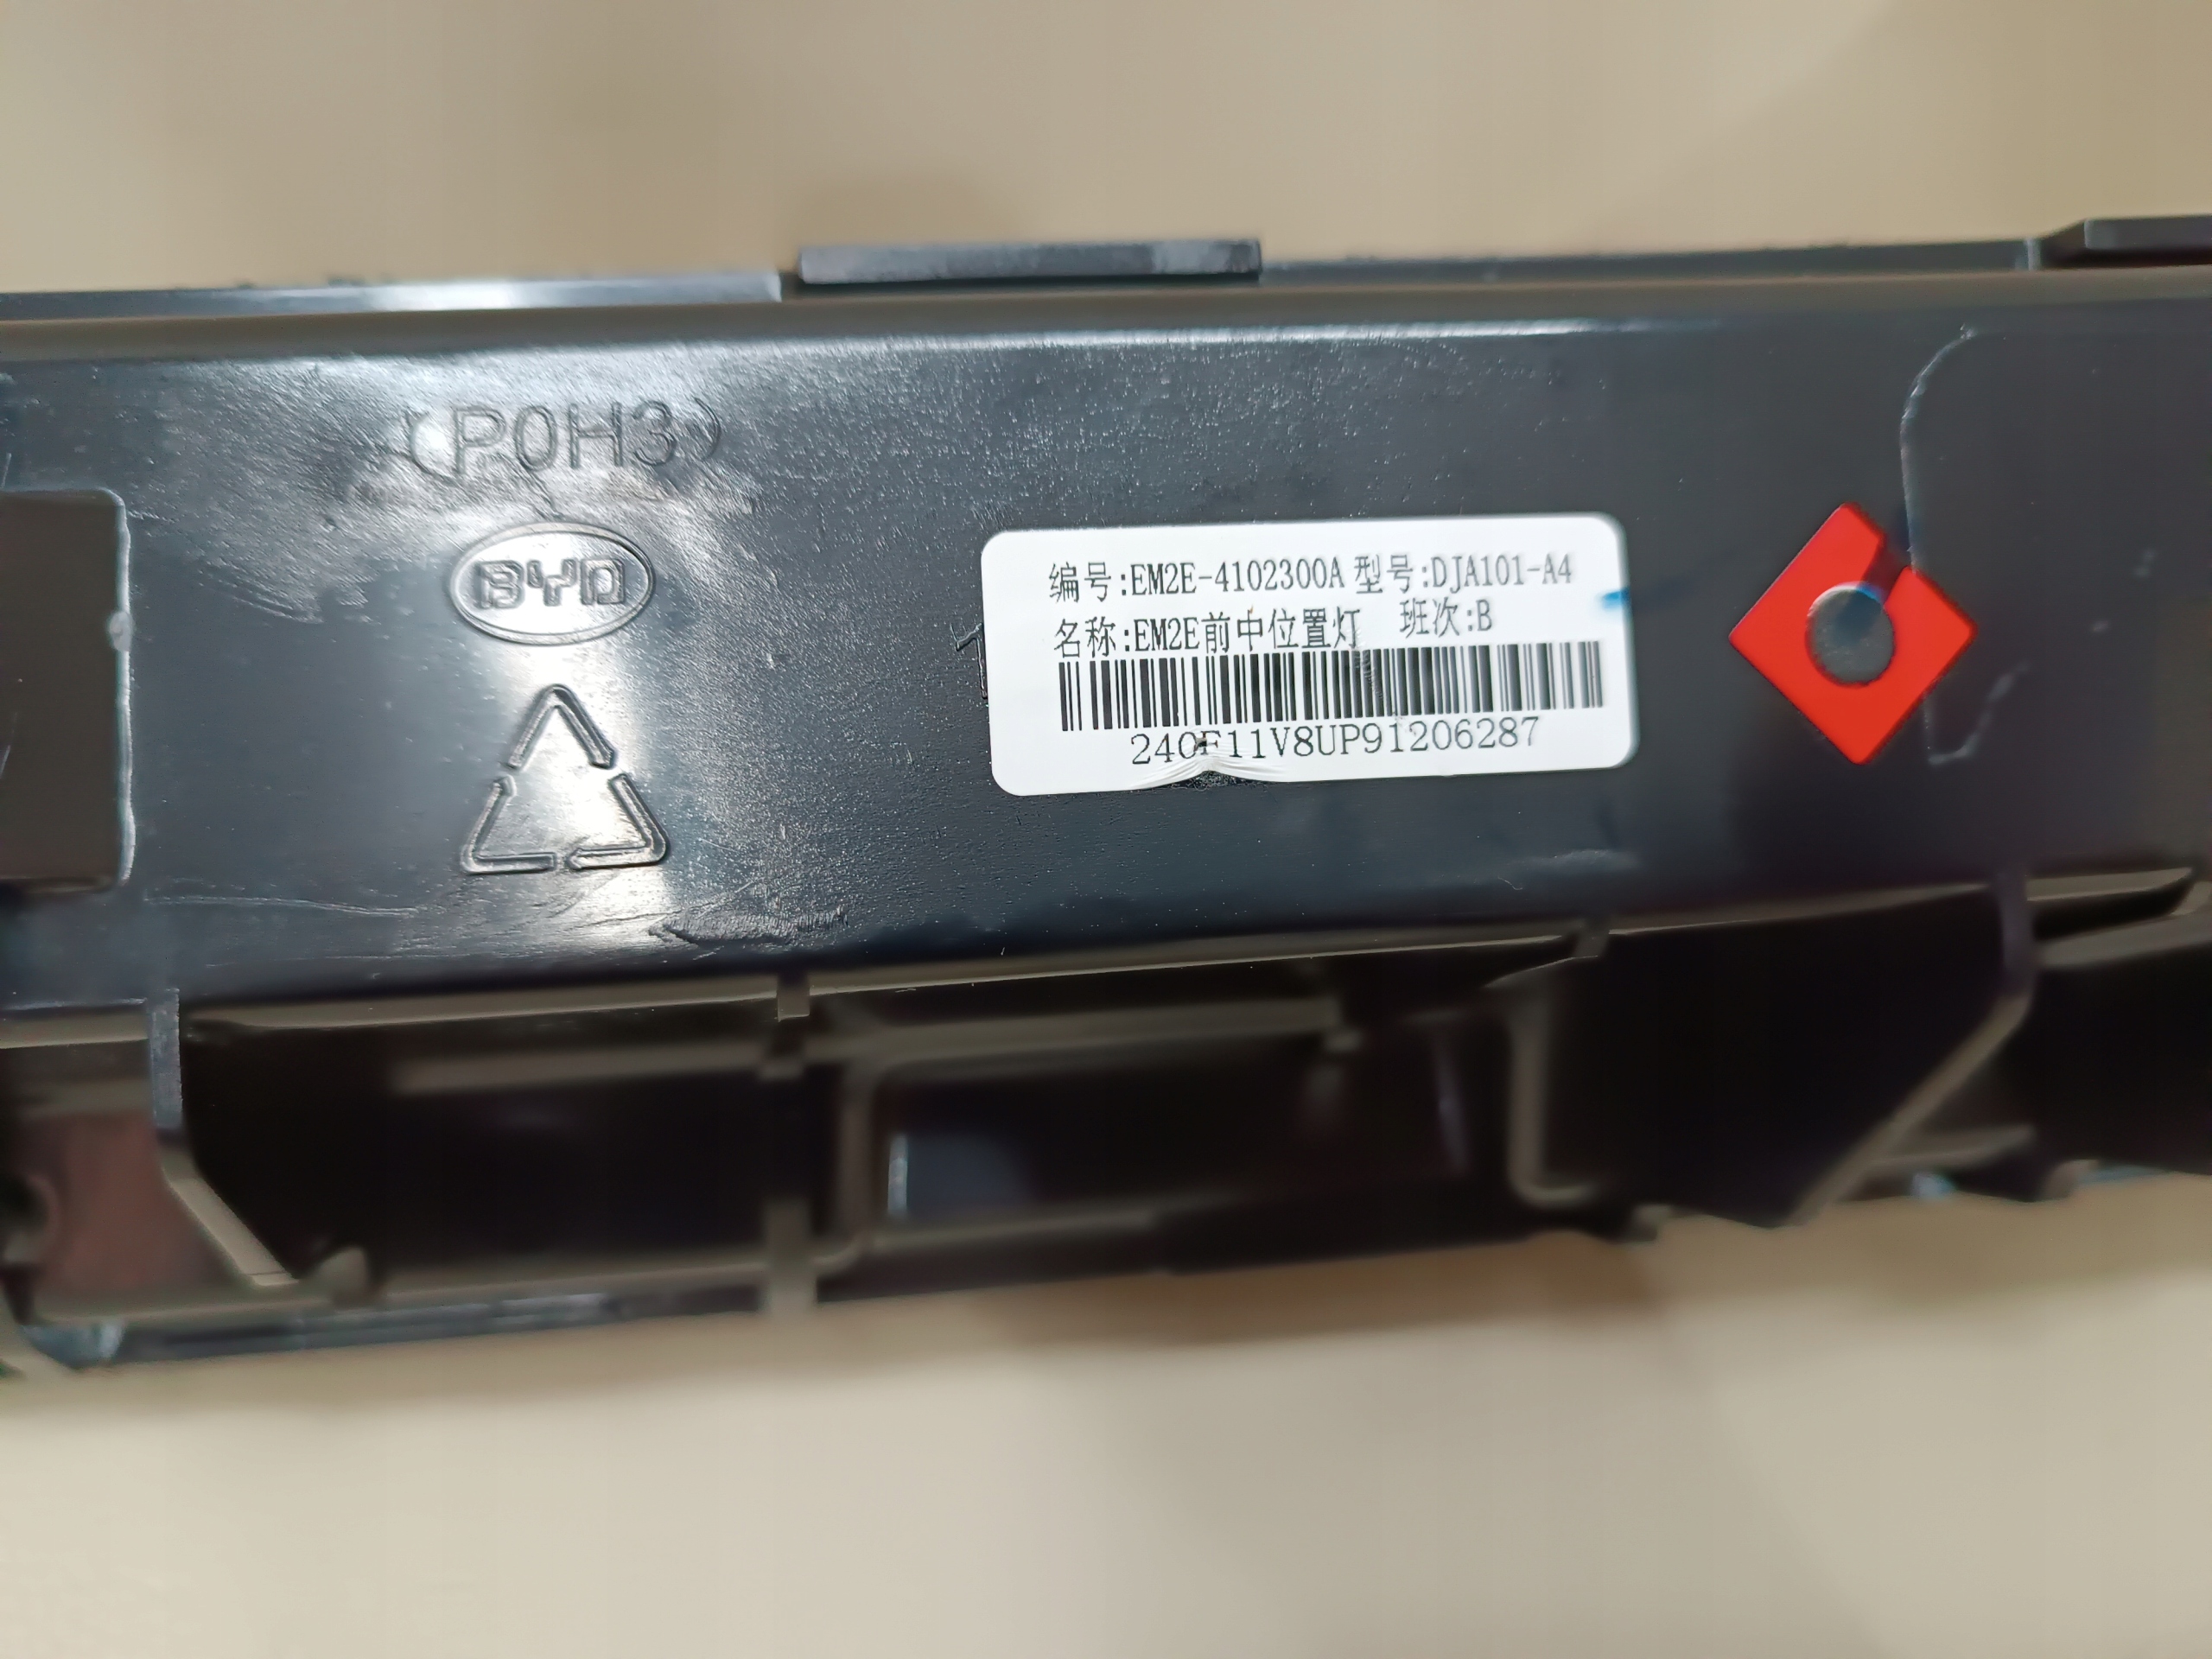 (P0H3)
BYD
编号:EM2E-4102300A 型号:DJA101-A4
名称:EM2E前中位置灯 班次:B
240F11V8UP91206287